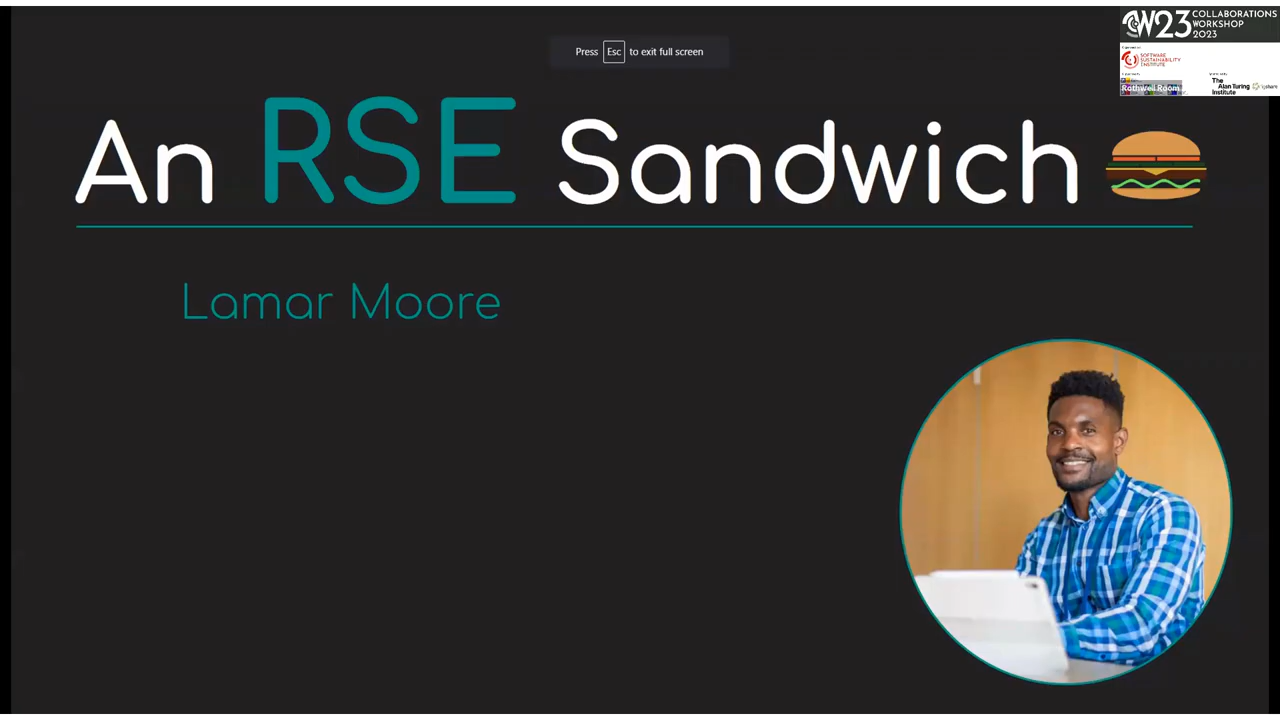 CW23 COLLABORATIONS
WORKSHOP
2023
Press Esc to exit full screen
SOFTWARE
SUSTAINABILITY
INSTITUTE
Rothwell Room
The
Alan Turing
Institute
An RSE Sandwich
Lamar Moore